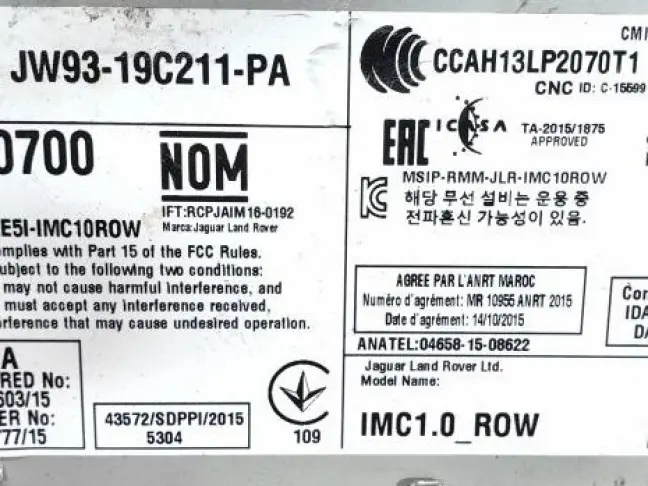 JW93-19C211-PA
0700
NOM
IFT:RCPJAIM16-0192
Marca:Jaguar Land Rover
E5I-IMC10ROW
omplies with Part 15 of the FCC Rules.
ubject to the following two conditions:
may not cause harmful interference, and
must accept any interference received,
erference that may cause undesired operation.
A
RED No:
603/15
ER No:
777/15
43572/SDPPI/2015
5304
109
CMI
CCAH13LP2070T1
CNC ID: C-15599
EAC
ICASA
TA-2015/1875
APPROVED
MSIP-RMM-JLR-IMC10ROW
해당 무선 설비는 운용 중
전파혼신 가능성이 있음.
AGREE PAR L'ANRT MAROC
Numéro d'agrément: MR 10955 ANRT 2015
Date d'agrément: 14/10/2015
Con
IDA
DA
ANATEL:04658-15-08622
Jaguar Land Rover Ltd.
Model Name:
IMC1.0_ROW